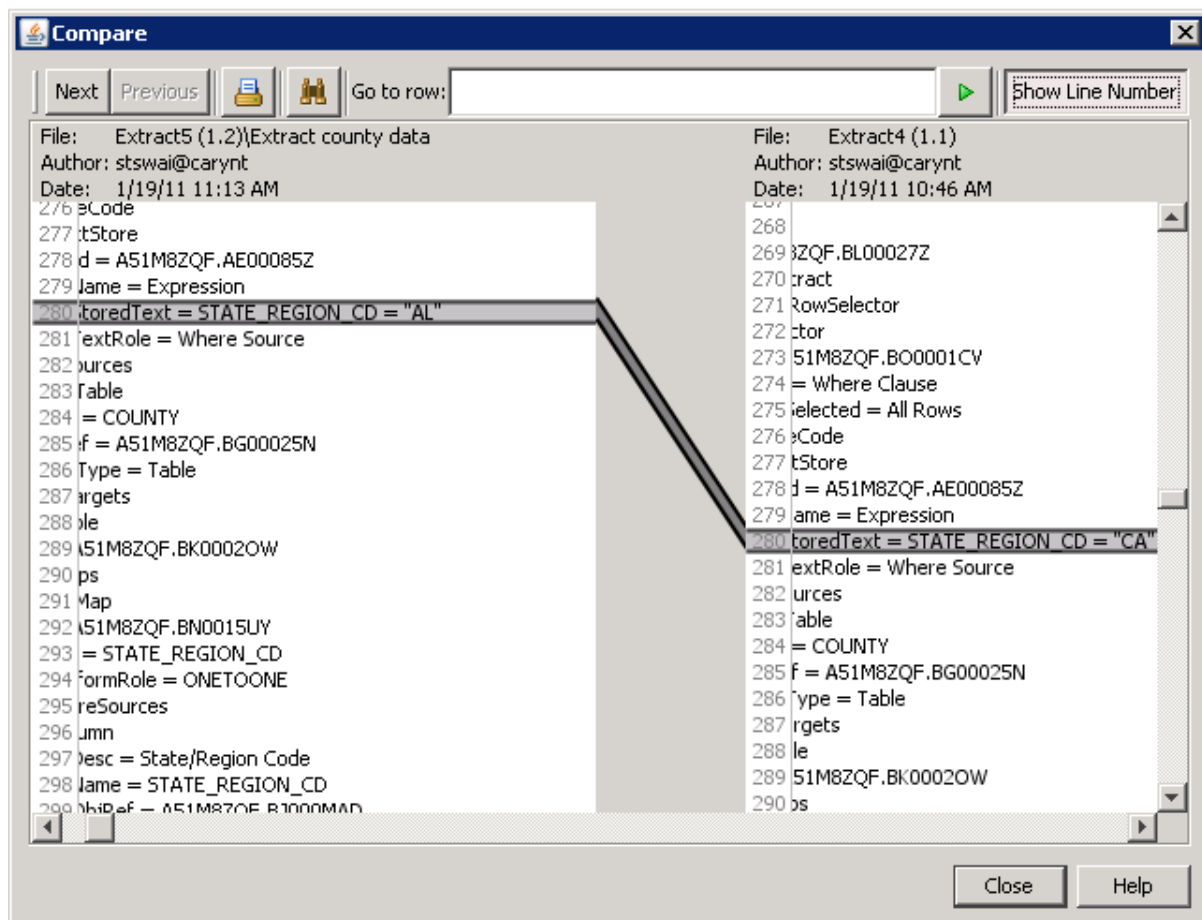 Compare
Next Previous Go to row: Show Line Number
File: Extract5 (1.2)\Extract county data
Author: stswai@carynt
Date: 1/19/11 11:13 AM
276 eCode
277 tStore
278 d = A51M8ZQF.AE00085Z
279 Name = Expression
280 toredText = STATE_REGION_CD = "AL"
281 TextRole = Where Source
282 ources
283 Table
284 = COUNTY
285 f = A51M8ZQF.BG00025N
286 Type = Table
287 argets
288 ble
289 A51M8ZQF.BK0002OW
290 ps
291 Map
292 A51M8ZQF.BN0015UY
293 = STATE_REGION_CD
294 formRole = ONETOONE
295 reSources
296 umn
297 Desc = State/Region Code
298 Name = STATE_REGION_CD
299 ObjRef = A51M8ZQF.BJ000MAD
File: Extract4 (1.1)
Author: stswai@carynt
Date: 1/19/11 10:46 AM
267
268
269 8ZQF.BL00027Z
270 tract
271 RowSelector
272 ctor
273 51M8ZQF.BO0001CV
274 = Where Clause
275 Selected = All Rows
276 eCode
277 tStore
278 d = A51M8ZQF.AE00085Z
279 ame = Expression
280 toredText = STATE_REGION_CD = "CA"
281 extRole = Where Source
282 urces
283 Table
284 = COUNTY
285 f = A51M8ZQF.BG00025N
286 Type = Table
287 rgets
288 le
289 51M8ZQF.BK0002OW
290 ps
Close Help